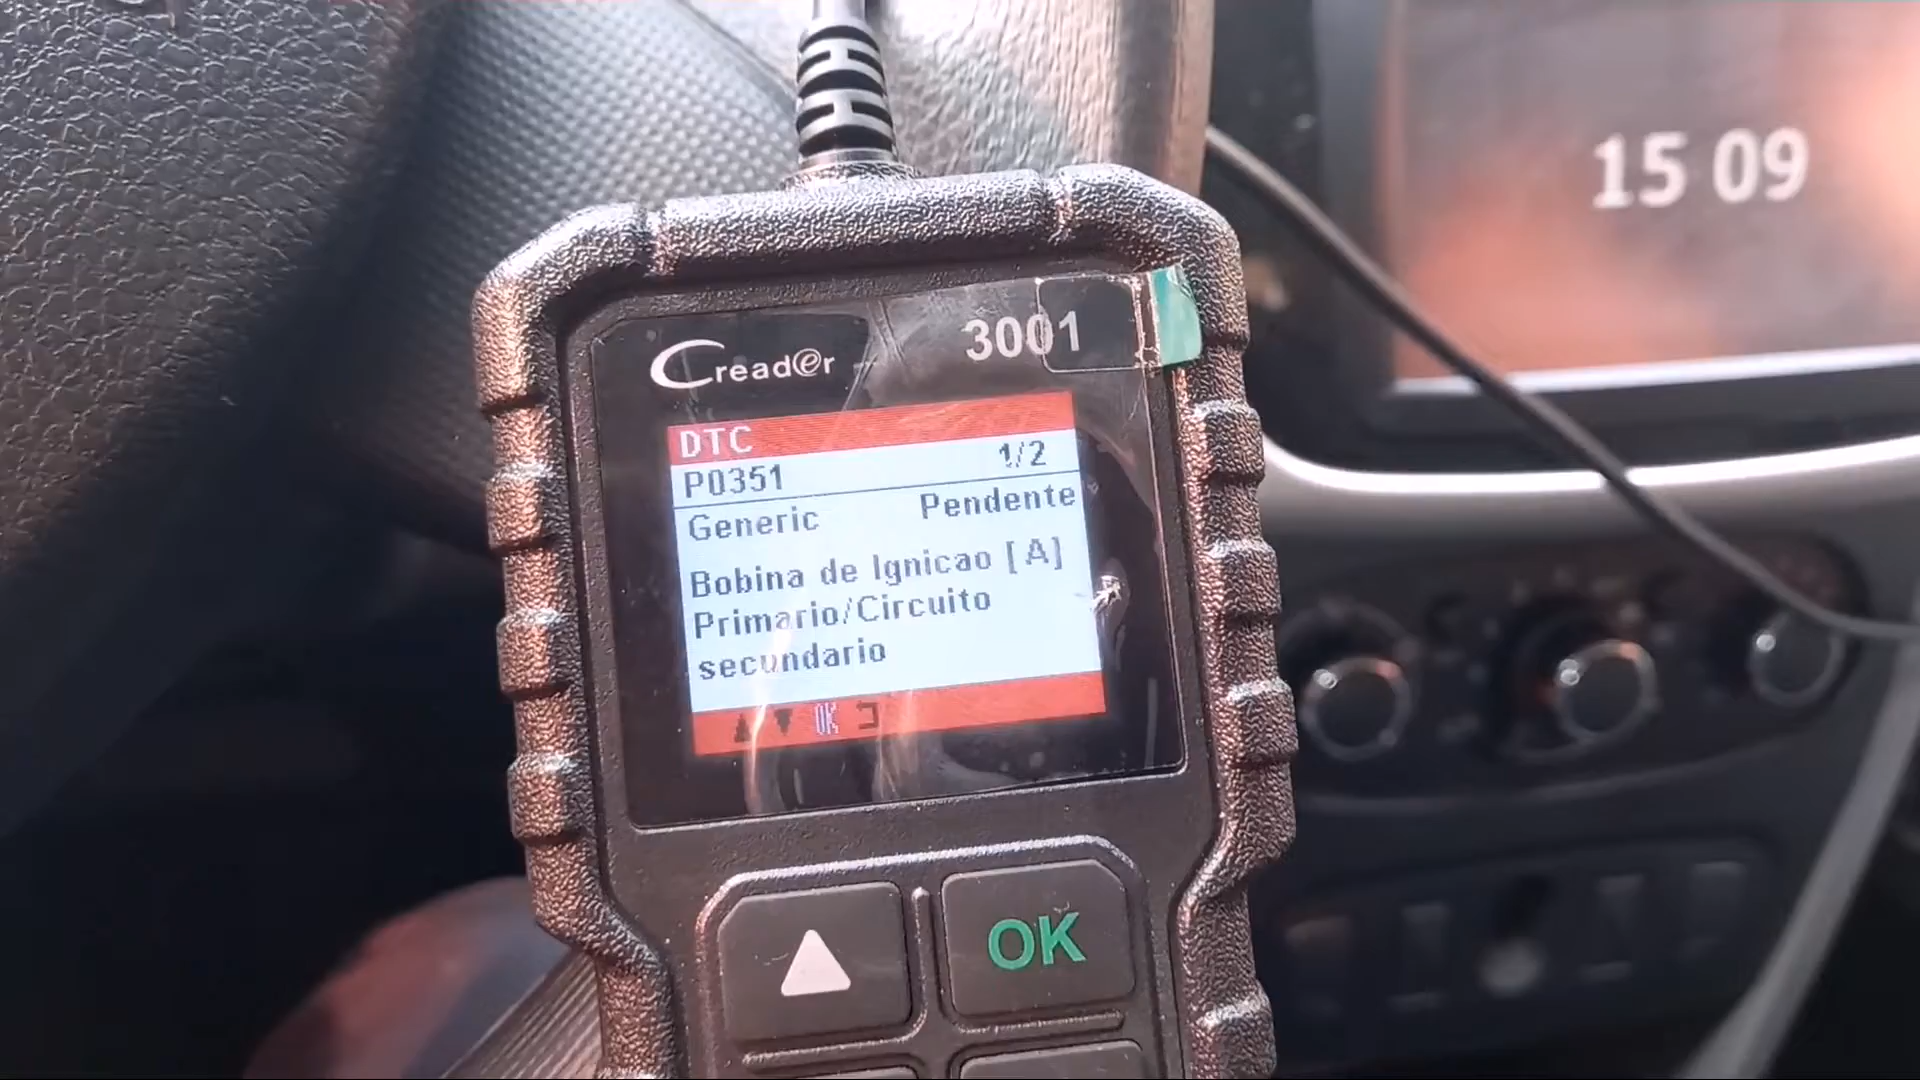 15 09
Creader 3001
DTC
P0351 1/2
Generic Pendente
Bobina de Ignicao [A]
Primario/Circuito
secundario
OK
OK